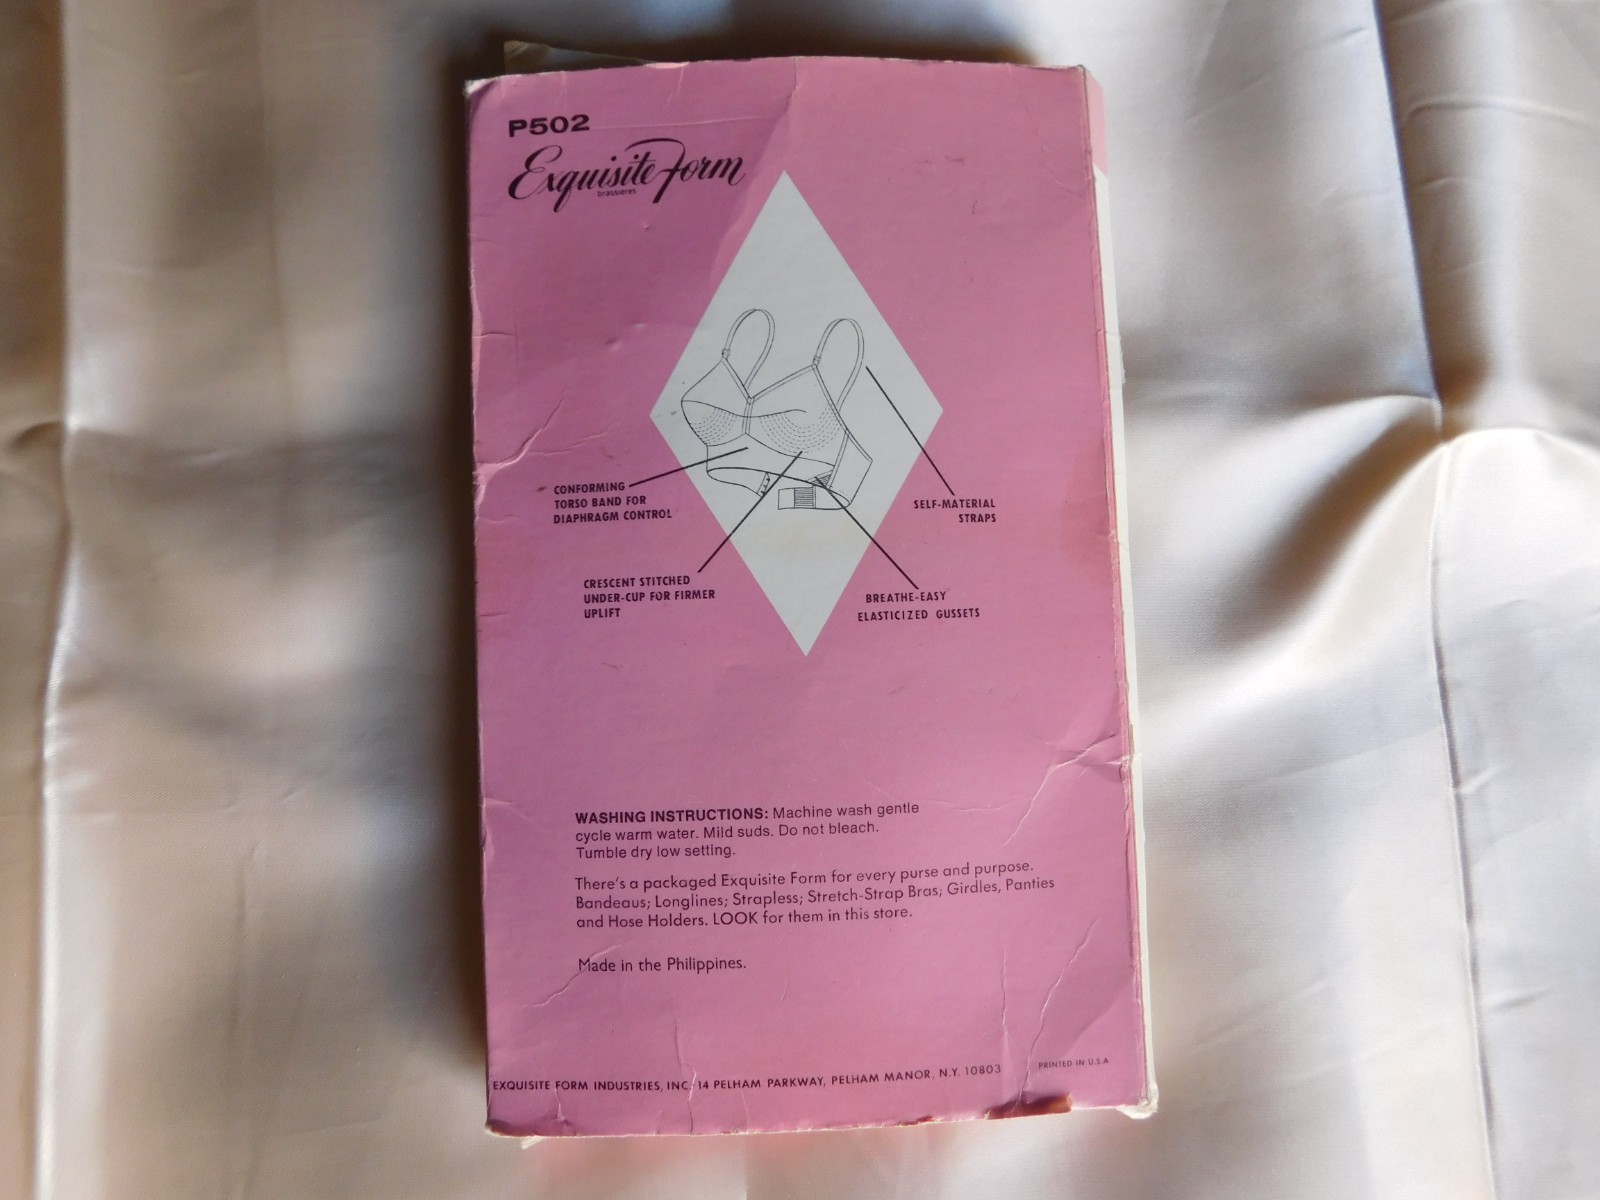 P502
Exquisite Form
brassieres
CONFORMING
TORSO BAND FOR
DIAPHRAGM CONTROL
SELF-MATERIAL
STRAPS
CRESCENT STITCHED
UNDER-CUP FOR FIRMER
UPLIFT
BREATHE-EASY
ELASTICIZED GUSSETS
WASHING INSTRUCTIONS: Machine wash gentle
cycle warm water. Mild suds. Do not bleach.
Tumble dry low setting.
There's a packaged Exquisite Form for every purse and purpose.
Bandeaus; Longlines; Strapless; Stretch-Strap Bras; Girdles, Panties
and Hose Holders. LOOK for them in this store.
Made in the Philippines.
EXQUISITE FORM INDUSTRIES, INC. 14 PELHAM PARKWAY, PELHAM MANOR, N.Y. 10803
PRINTED IN U.S.A